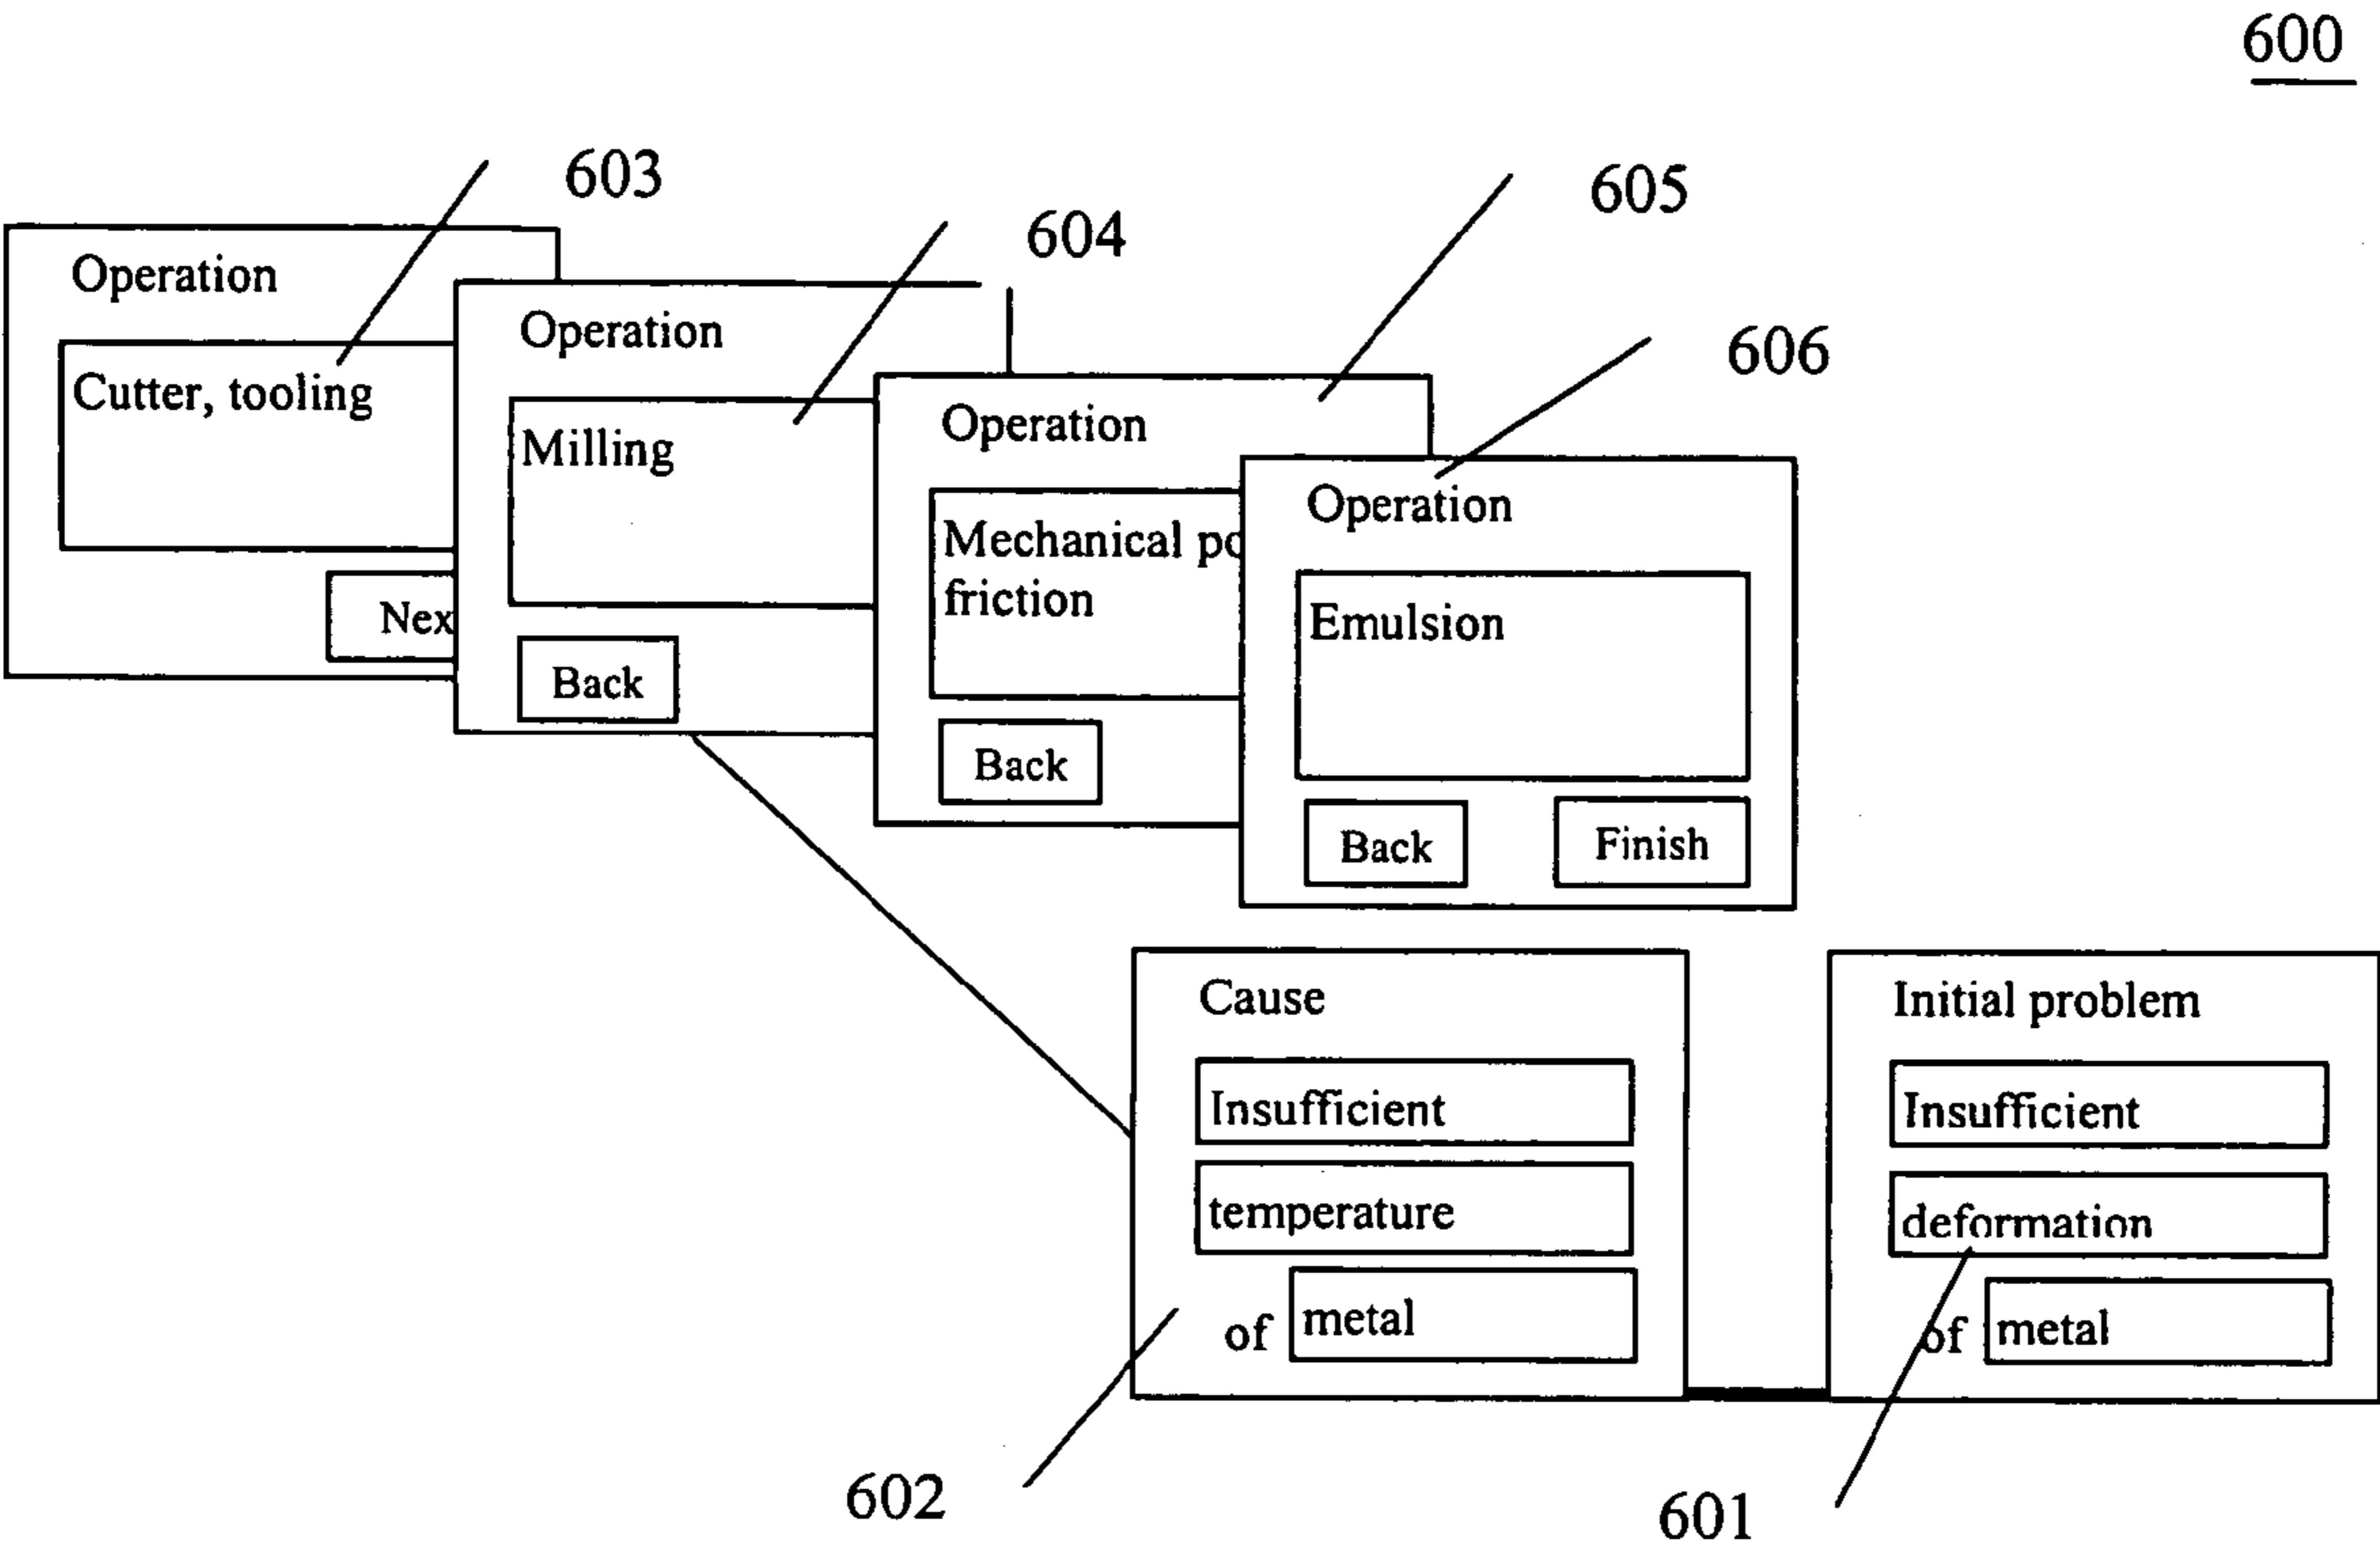 600
603
604
605
606
Operation
Cutter, tooling
Nex
Operation
Milling
Back
Operation
Mechanical po
friction
Back
Operation
Emulsion
Back
Finish
Cause
Insufficient
temperature
of
metal
Initial problem
Insufficient
deformation
of
metal
602
601